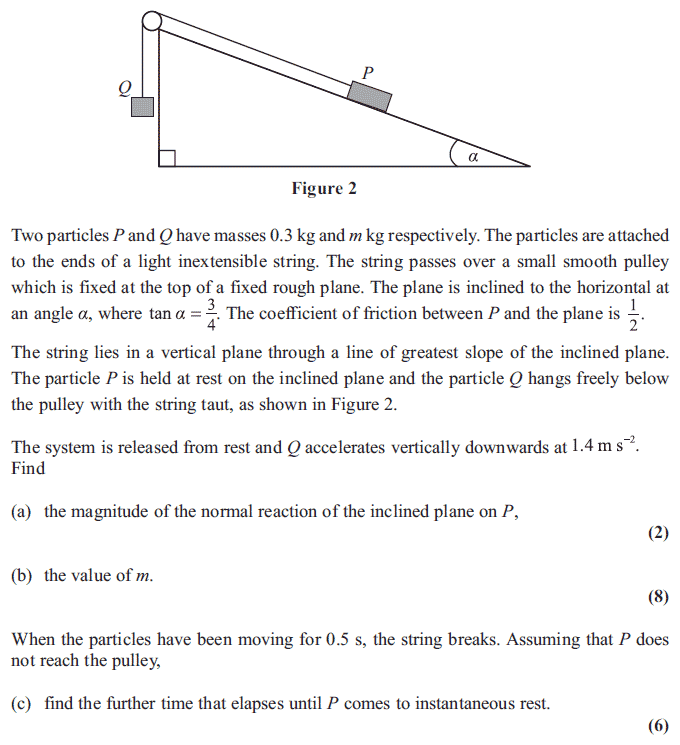 Q
P
α
Figure 2
Two particles P and Q have masses 0.3 kg and m kg respectively. The particles are attached
to the ends of a light inextensible string. The string passes over a small smooth pulley
which is fixed at the top of a fixed rough plane. The plane is inclined to the horizontal at
an angle α, where tan α = 3/4. The coefficient of friction between P and the plane is 1/2.
The string lies in a vertical plane through a line of greatest slope of the inclined plane.
The particle P is held at rest on the inclined plane and the particle Q hangs freely below
the pulley with the string taut, as shown in Figure 2.
The system is released from rest and Q accelerates vertically downwards at 1.4 m s⁻².
Find
(a) the magnitude of the normal reaction of the inclined plane on P,
(2)
(b) the value of m.
(8)
When the particles have been moving for 0.5 s, the string breaks. Assuming that P does
not reach the pulley,
(c) find the further time that elapses until P comes to instantaneous rest.
(6)